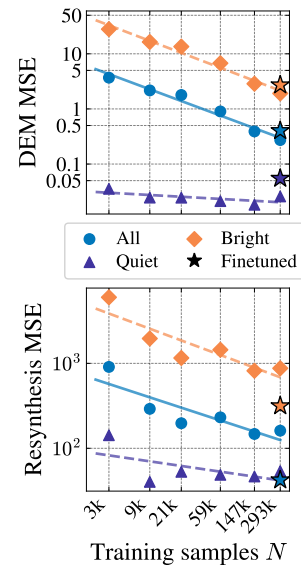 50
10
5
1
0.5
0.1
0.05
DEM MSE
All
Bright
Quiet
Finetuned
10³
10²
Resynthesis MSE
3k
9k
21k
59k
147k
293k
Training samples N